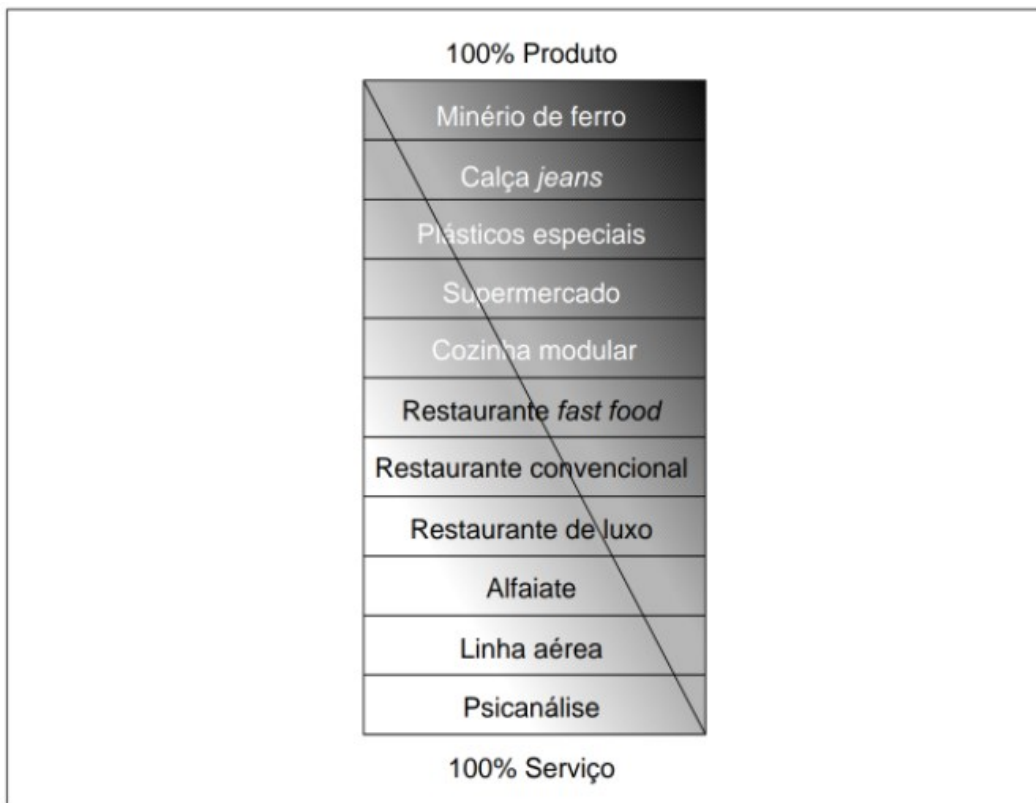 100% Produto
Minério de ferro
Calça jeans
Plásticos especiais
Supermercado
Cozinha modular
Restaurante fast food
Restaurante convencional
Restaurante de luxo
Alfaiate
Linha aérea
Psicanálise
100% Serviço